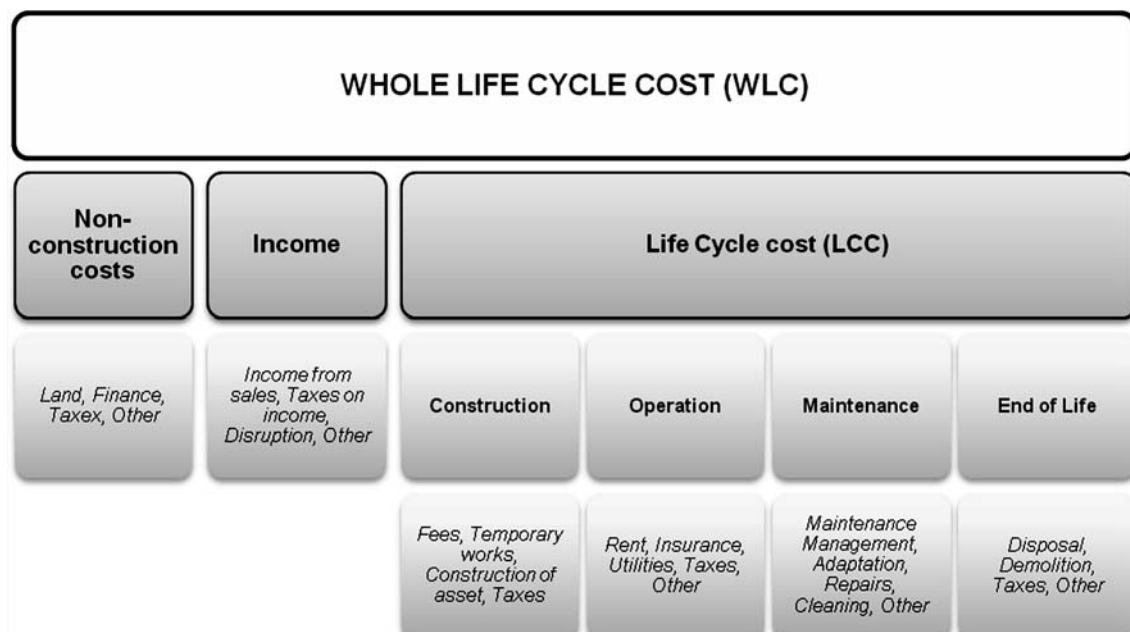 WHOLE LIFE CYCLE COST (WLC)
Non-
construction
costs
Income
Life Cycle cost (LCC)
Land, Finance,
Taxex, Other
Income from
sales, Taxes on
income,
Disruption, Other
Construction
Operation
Maintenance
End of Life
Fees, Temporary
works,
Construction of
asset, Taxes
Rent, Insurance,
Utilities, Taxes,
Other
Maintenance
Management,
Adaptation,
Repairs,
Cleaning, Other
Disposal,
Demolition,
Taxes, Other